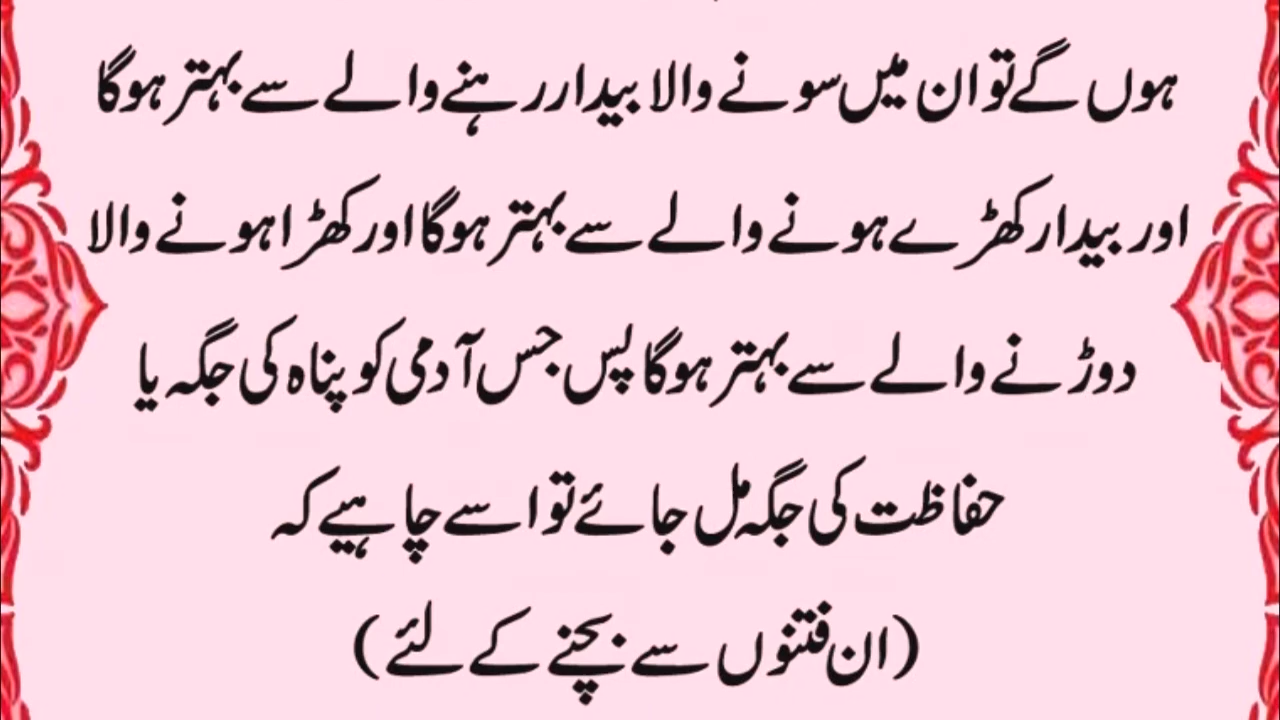 ہوں گے تو ان میں سونے والا بیدار رہنے والے سے بہتر ہوگا
اور بیدار کھڑے ہونے والے سے بہتر ہوگا اور کھڑا ہونے والا
دوڑنے والے سے بہتر ہوگا پس جس آدمی کو پناہ کی جگہ یا
حفاظت کی جگہ مل جائے تو اسے چاہیے کہ
(ان فتنوں سے بچنے کے لئے)